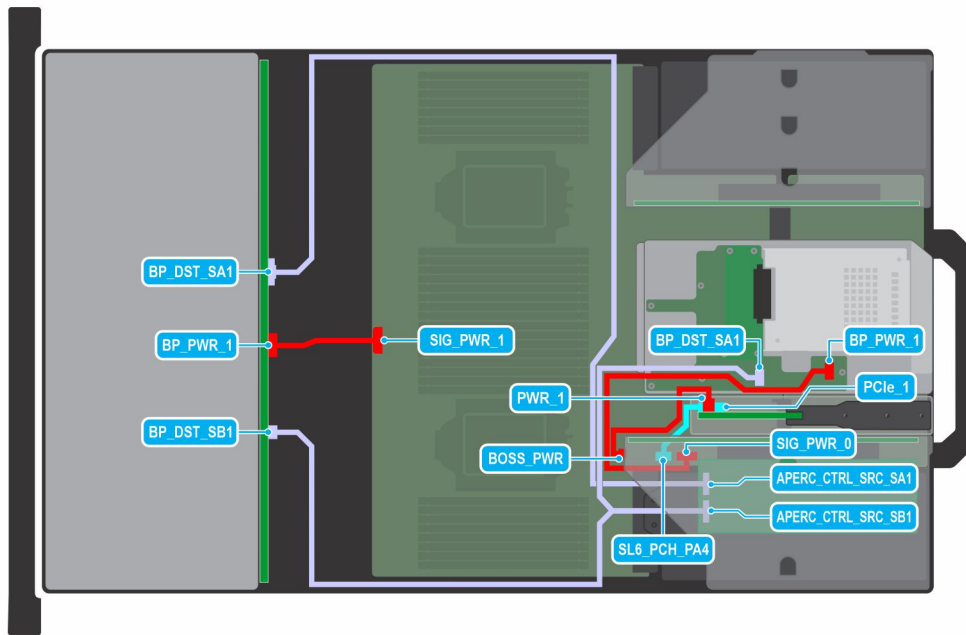 BP_DST_SA1
BP_PWR_1
SIG_PWR_1
BP_DST_SA1
BP_PWR_1
PWR_1
PCIe_1
BP_DST_SB1
BOSS_PWR
SIG_PWR_0
APERC_CTRL_SRC_SA1
APERC_CTRL_SRC_SB1
SL6_PCH_PA4